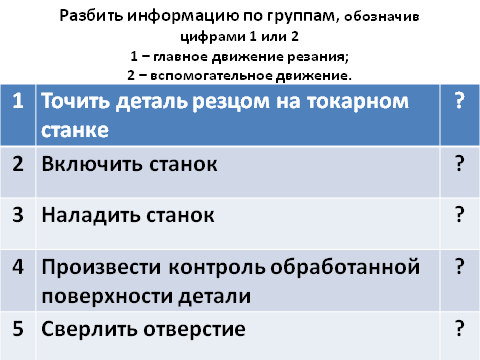 Разбить информацию по группам, обозначив
цифрами 1 или 2
1 – главное движение резания;
2 – вспомогательное движение.
1 Точить деталь резцом на токарном ?
станке
2 Включить станок ?
3 Наладить станок ?
4 Произвести контроль обработанной ?
поверхности детали
5 Сверлить отверстие ?